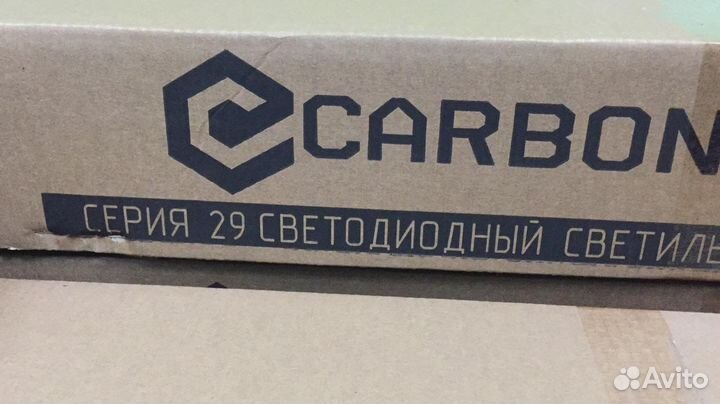 CARBON
СЕРИЯ 29 СВЕТОДИОДНЫЙ СВЕТИЛЬ
Avito